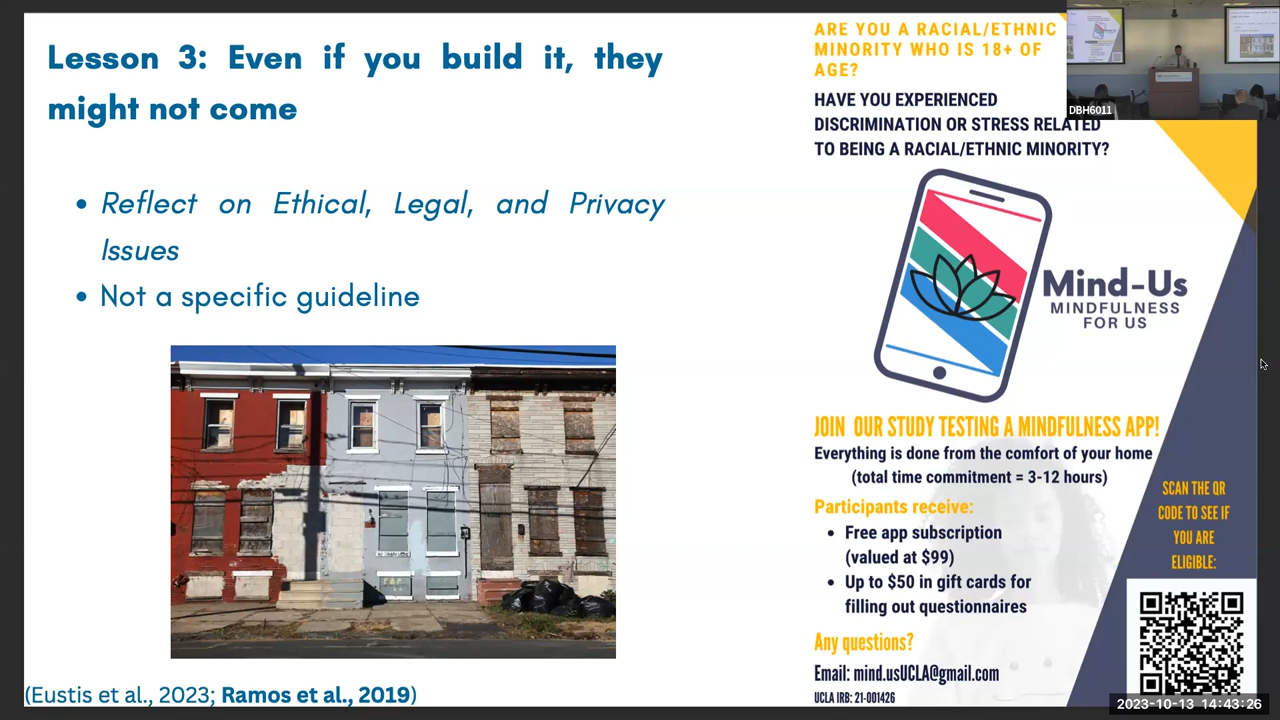 Lesson 3: Even if you build it, they
might not come
• Reflect on Ethical, Legal, and Privacy
Issues
• Not a specific guideline
(Eustis et al., 2023; Ramos et al., 2019)
ARE YOU A RACIAL/ETHNIC
MINORITY WHO IS 18+ OF
AGE?
HAVE YOU EXPERIENCED
DISCRIMINATION OR STRESS RELATED
TO BEING A RACIAL/ETHNIC MINORITY?
Mind-Us
MINDFULNESS
FOR US
JOIN OUR STUDY TESTING A MINDFULNESS APP!
Everything is done from the comfort of your home
(total time commitment = 3-12 hours)
Participants receive:
• Free app subscription
(valued at $99)
• Up to $50 in gift cards for
filling out questionnaires
Any questions?
Email: mind.usUCLA@gmail.com
UCLA IRB: 21-001426
SCAN THE QR
CODE TO SEE IF
YOU ARE
ELIGIBLE:
DBH6011
2023-10-13 14:43:26